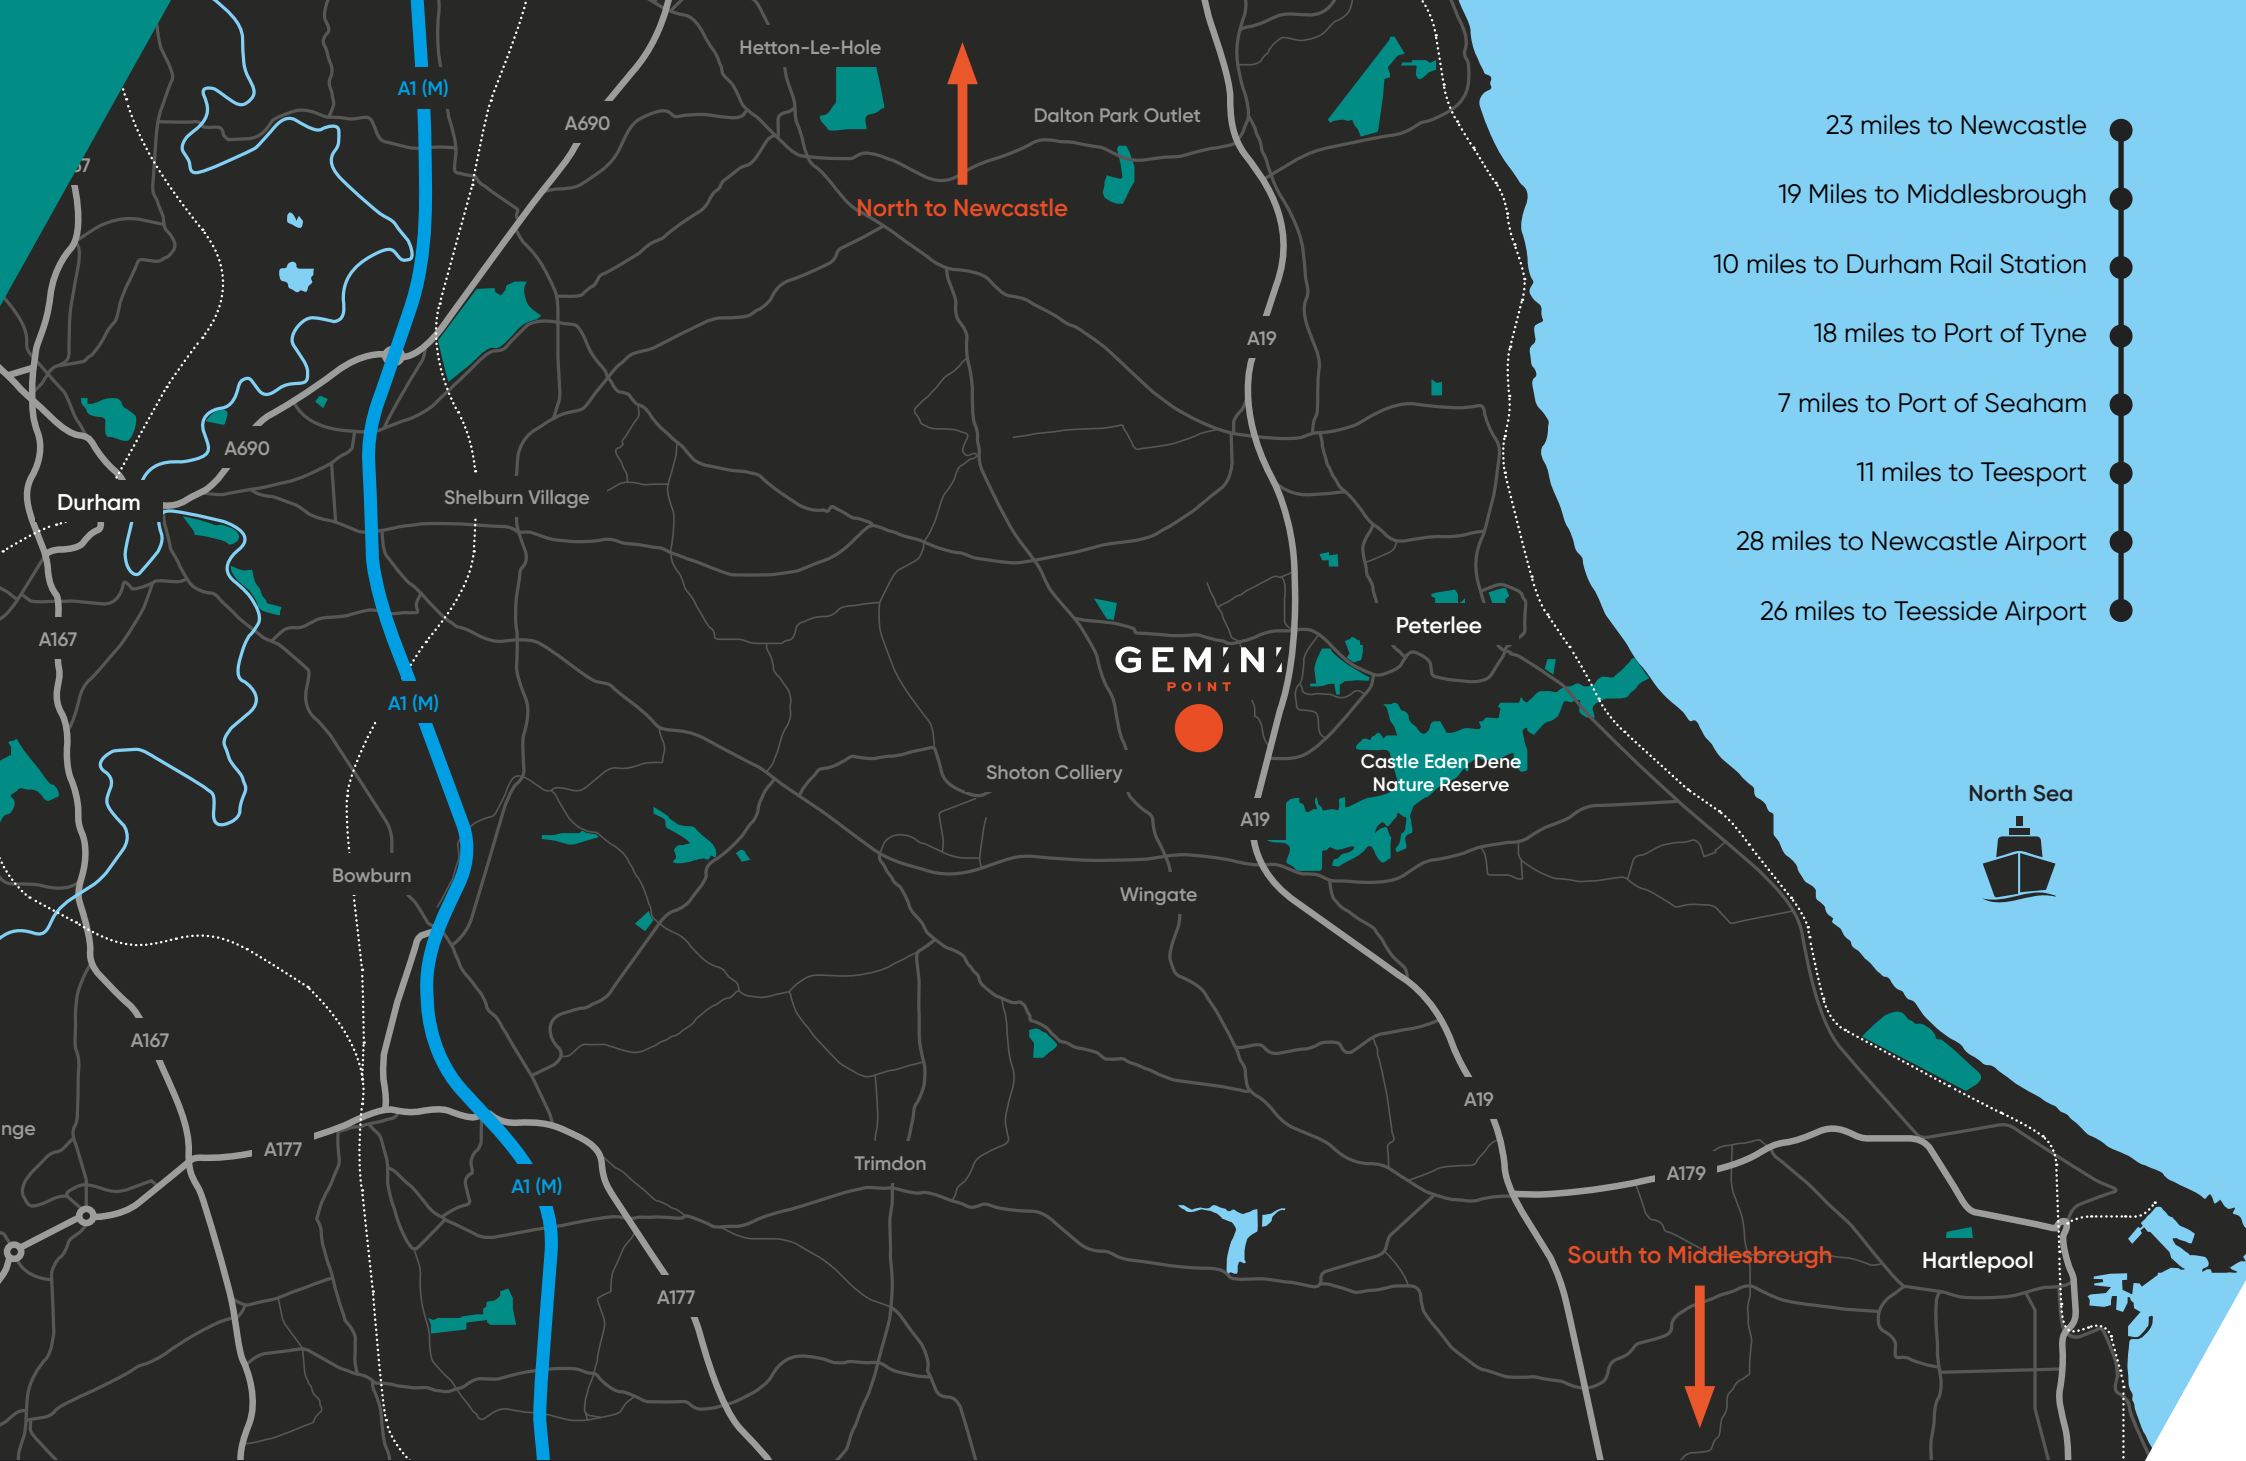 Hetton-Le-Hole
A1 (M)
A690
Dalton Park Outlet
23 miles to Newcastle
67
North to Newcastle
19 Miles to Middlesbrough
10 miles to Durham Rail Station
A19
18 miles to Port of Tyne
7 miles to Port of Seaham
A690
Shelburn Village
11 miles to Teesport
Durham
28 miles to Newcastle Airport
26 miles to Teesside Airport
Peterlee
A167
GEMINI
POINT
A1 (M)
Castle Eden Dene
Nature Reserve
Shoton Colliery
North Sea
A19
Bowburn
Wingate
A167
A19
nge
A177
Trimdon
A179
A1 (M)
South to Middlesbrough
Hartlepool
A177